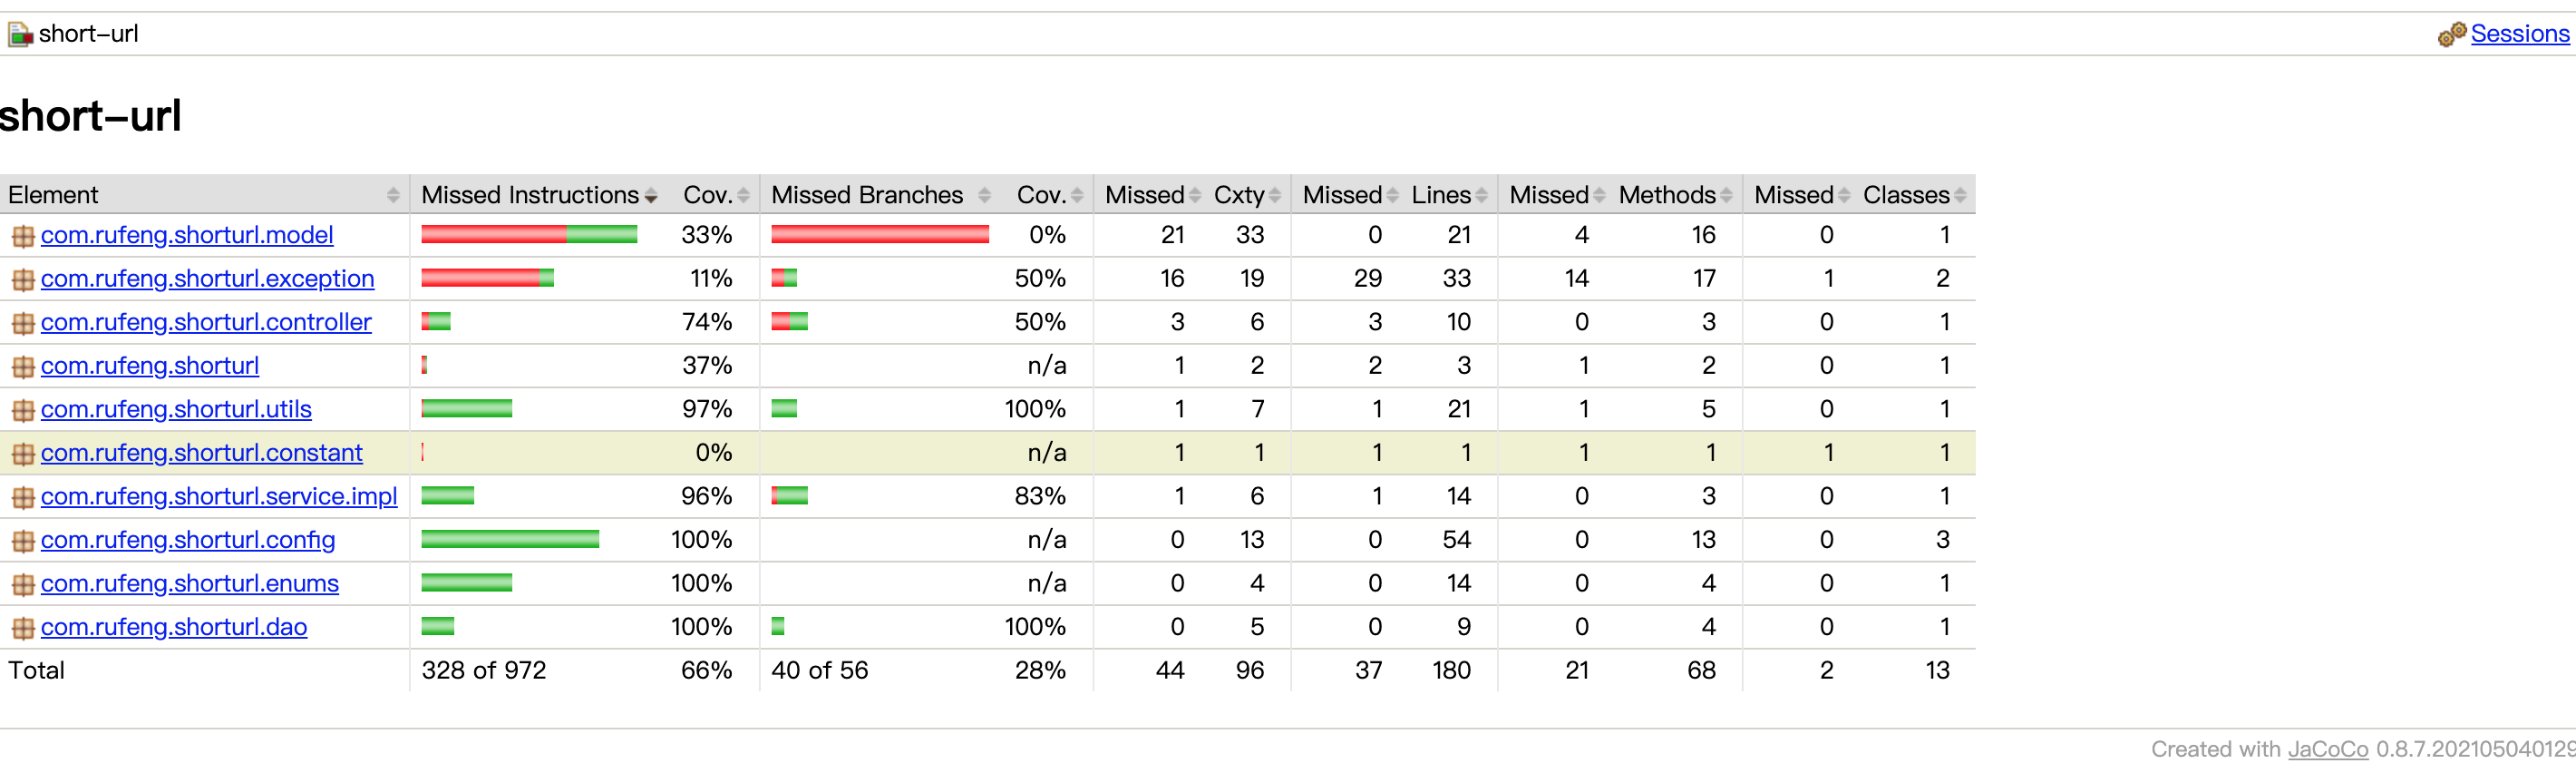 short-url Sessions
short-url
Element Missed Instructions Cov. Missed Branches Cov. Missed Cxty Missed Lines Missed Methods Missed Classes
com.rufeng.shorturl.model 33% 0% 21 33 0 21 4 16 0 1
com.rufeng.shorturl.exception 11% 50% 16 19 29 33 14 17 1 2
com.rufeng.shorturl.controller 74% 50% 3 6 3 10 0 3 0 1
com.rufeng.shorturl 37% n/a 1 2 2 3 1 2 0 1
com.rufeng.shorturl.utils 97% 100% 1 7 1 21 1 5 0 1
com.rufeng.shorturl.constant 0% n/a 1 1 1 1 1 1 1 1
com.rufeng.shorturl.service.impl 96% 83% 1 6 1 14 0 3 0 1
com.rufeng.shorturl.config 100% n/a 0 13 0 54 0 13 0 3
com.rufeng.shorturl.enums 100% n/a 0 4 0 14 0 4 0 1
com.rufeng.shorturl.dao 100% 100% 0 5 0 9 0 4 0 1
Total 328 of 972 66% 40 of 56 28% 44 96 37 180 21 68 2 13
Created with JaCoCo 0.8.7.202105040129